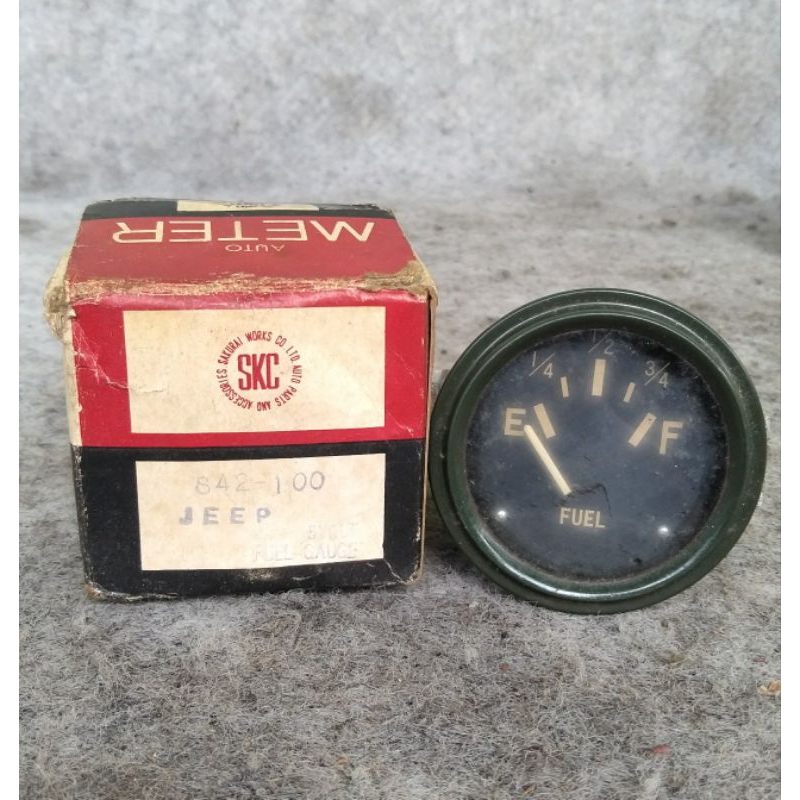 METER
AUTO
SAKURAI WORKS CO. LTD. AUTO PARTS AND ACCESSORIES
SKC
842-100
JEEP
FUEL-GAUGE
1/4 1/2 3/4
E F
FUEL